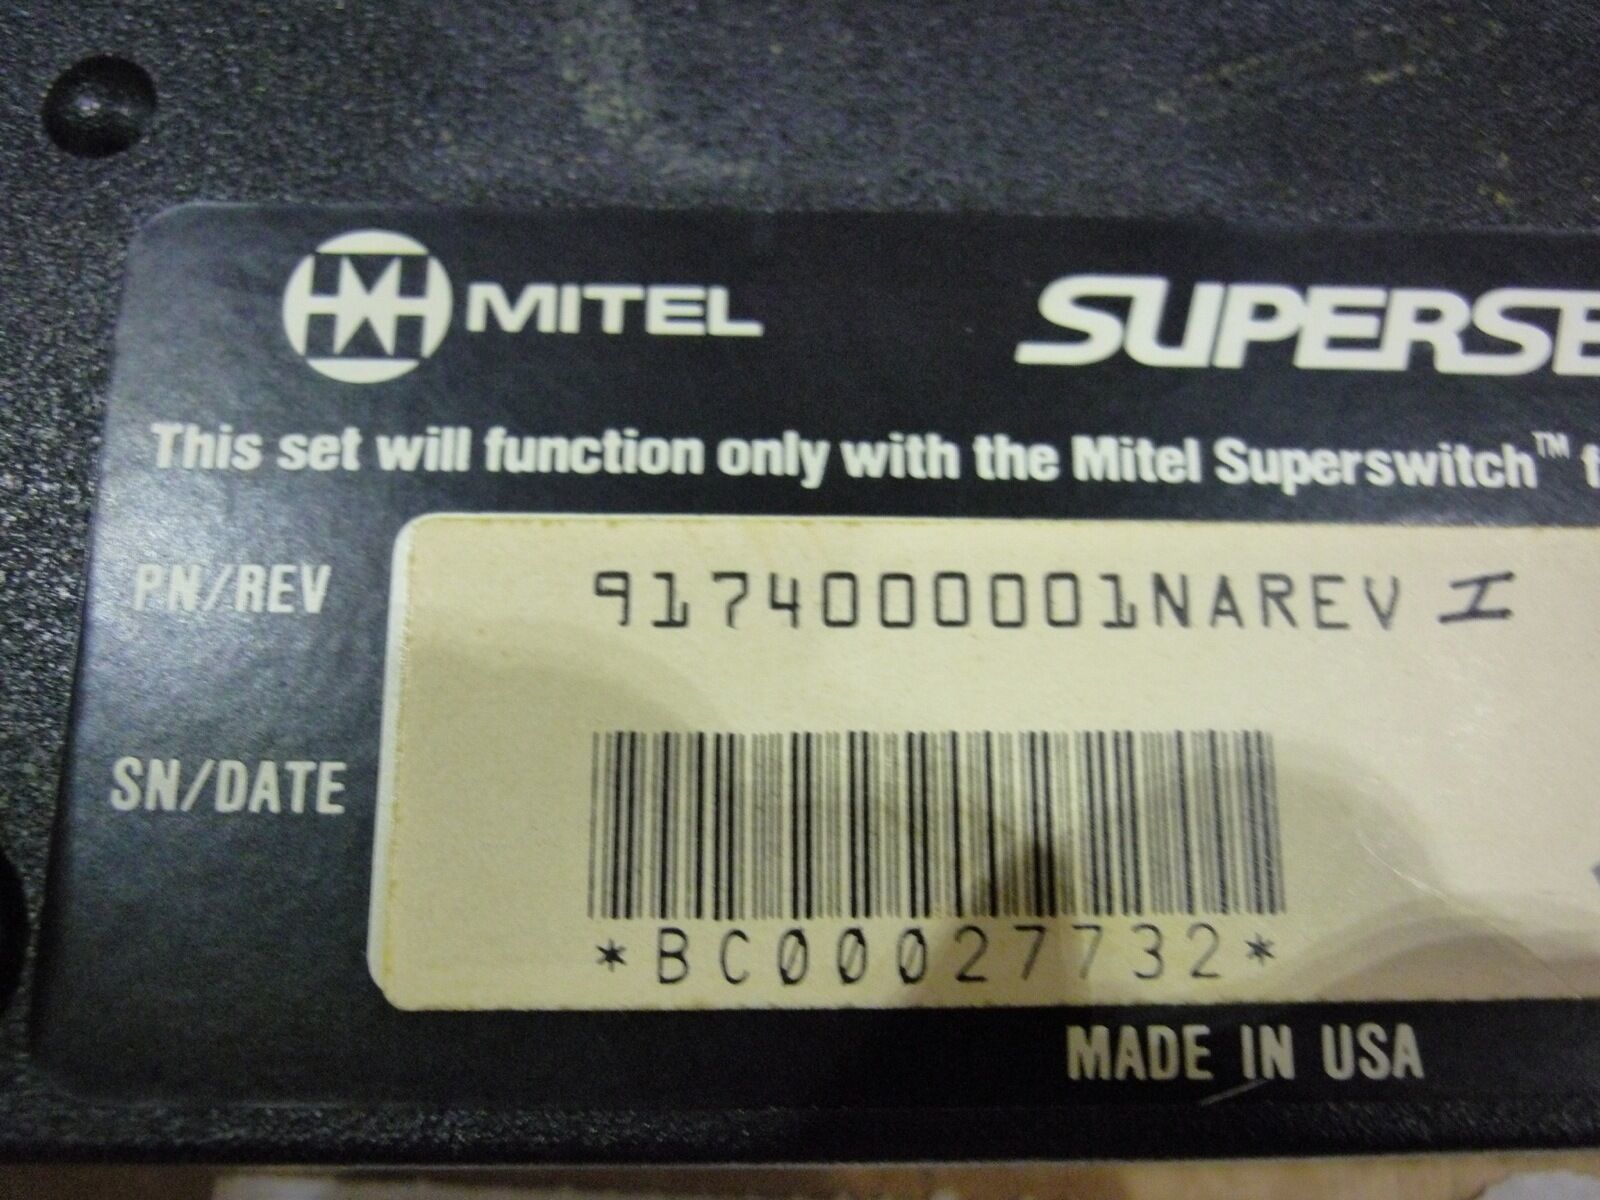 MITEL SUPERSE
This set will function only with the Mitel Superswitch™ f
PN/REV 9174000001NAREV I
SN/DATE
*BC00027732*
MADE IN USA